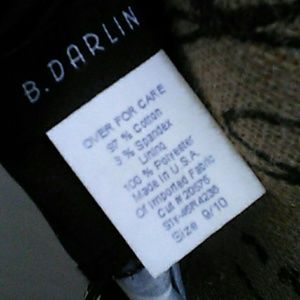 B. DARLIN
OVER FOR CARE
97 % Cotton
3 % Spandex
Lining
100 % Polyester
Made In U.S.A.
Of Imported Fabric
Cut # 20575
Size 9/10